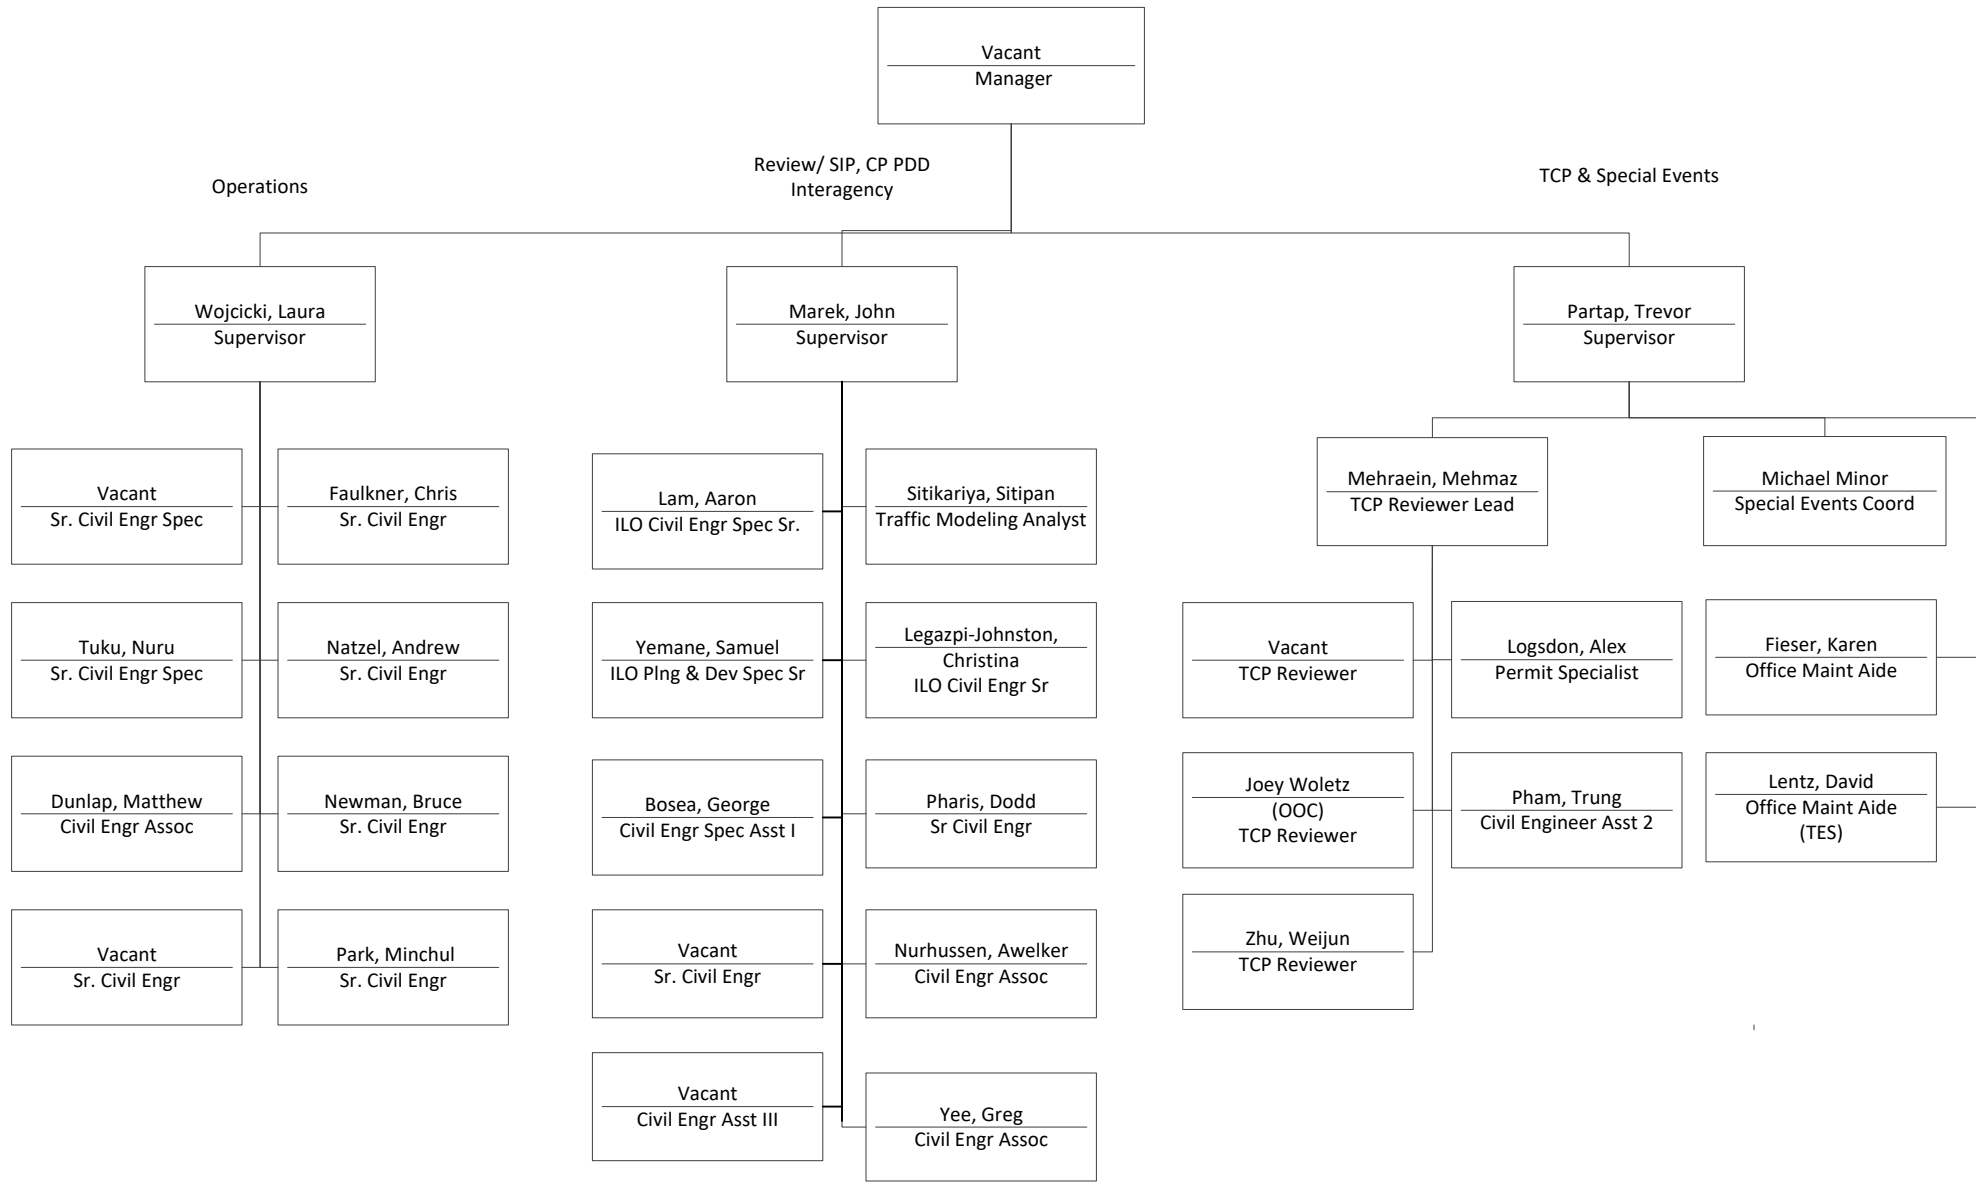 Vacant
Manager
Operations
Review/ SIP, CP PDD
Interagency
TCP & Special Events
Wojcicki, Laura
Supervisor
Marek, John
Supervisor
Partap, Trevor
Supervisor
Vacant
Sr. Civil Engr Spec
Faulkner, Chris
Sr. Civil Engr
Tuku, Nuru
Sr. Civil Engr Spec
Natzel, Andrew
Sr. Civil Engr
Dunlap, Matthew
Civil Engr Assoc
Newman, Bruce
Sr. Civil Engr
Vacant
Sr. Civil Engr
Park, Minchul
Sr. Civil Engr
Lam, Aaron
ILO Civil Engr Spec Sr.
Sitikariya, Sitipan
Traffic Modeling Analyst
Yemane, Samuel
ILO Plng & Dev Spec Sr
Legazpi-Johnston,
Christina
ILO Civil Engr Sr
Bosea, George
Civil Engr Spec Asst I
Pharis, Dodd
Sr Civil Engr
Vacant
Sr. Civil Engr
Nurhussen, Awelker
Civil Engr Assoc
Vacant
Civil Engr Asst III
Yee, Greg
Civil Engr Assoc
Mehraein, Mehmaz
TCP Reviewer Lead
Michael Minor
Special Events Coord
Vacant
TCP Reviewer
Logsdon, Alex
Permit Specialist
Fieser, Karen
Office Maint Aide
Joey Woletz
(OOC)
TCP Reviewer
Pham, Trung
Civil Engineer Asst 2
Lentz, David
Office Maint Aide
(TES)
Zhu, Weijun
TCP Reviewer